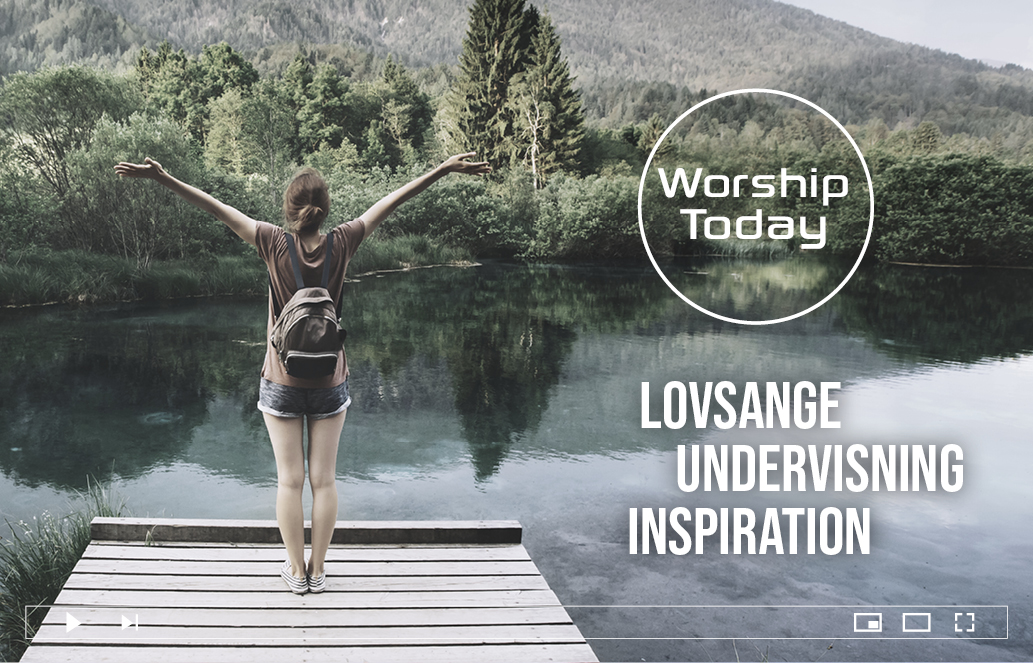 Worship
Today
LOVSANGE
UNDERVISNING
INSPIRATION